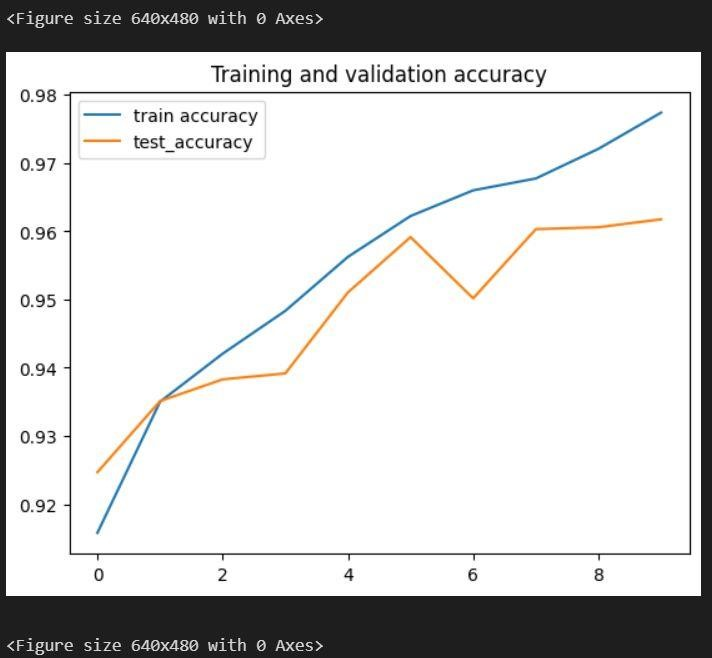 <Figure size 640x480 with 0 Axes>
Training and validation accuracy
0.98
train accuracy
test_accuracy
0.97
0.96
0.95
0.94
0.93
0.92
0 2 4 6 8
<Figure size 640x480 with 0 Axes>